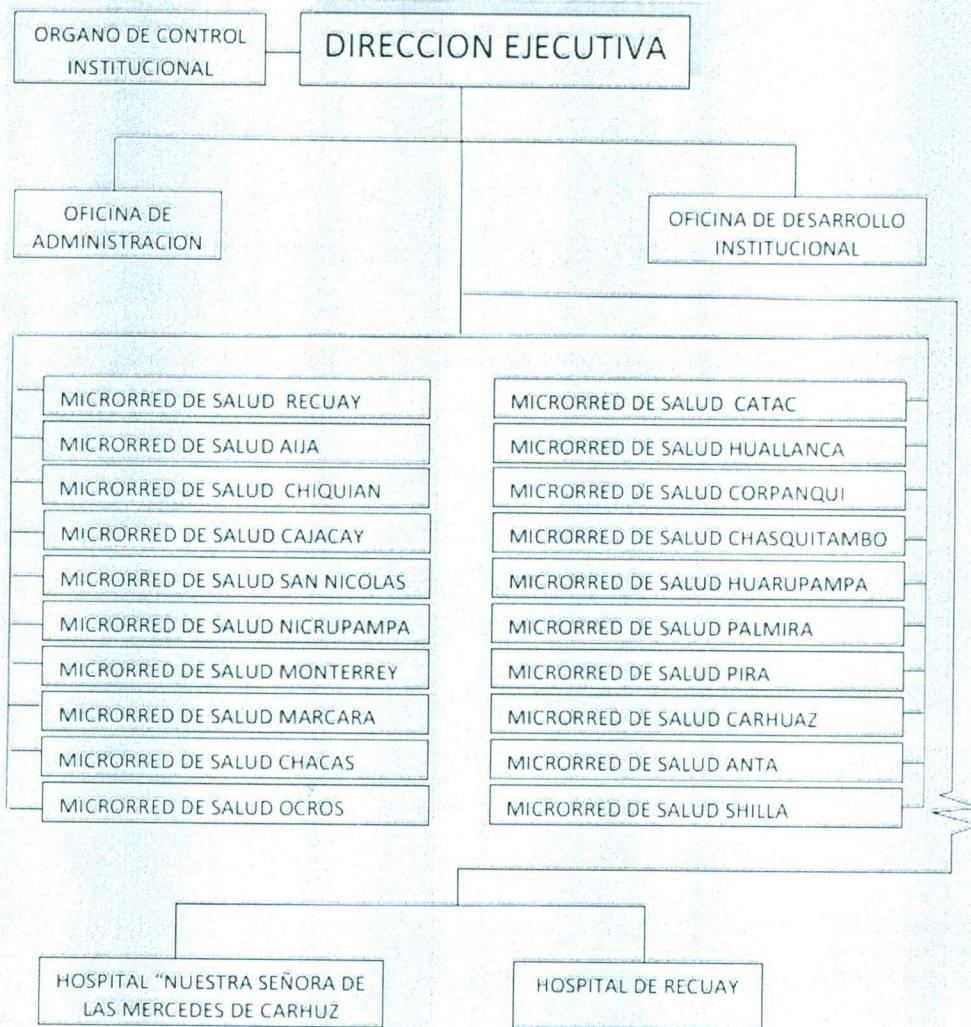 ORGANO DE CONTROL
INSTITUCIONAL
DIRECCION EJECUTIVA
OFICINA DE
ADMINISTRACION
OFICINA DE DESARROLLO
INSTITUCIONAL
MICRORRED DE SALUD RECUAY
MICRORRED DE SALUD AIJA
MICRORRED DE SALUD CHIQUIAN
MICRORRED DE SALUD CAJACAY
MICRORRED DE SALUD SAN NICOLAS
MICRORRED DE SALUD NICRUPAMPA
MICRORRED DE SALUD MONTERREY
MICRORRED DE SALUD MARCARA
MICRORRED DE SALUD CHACAS
MICRORRED DE SALUD OCROS
MICRORRED DE SALUD CATAC
MICRORRED DE SALUD HUALLANCA
MICRORRED DE SALUD CORPANQUI
MICRORRED DE SALUD CHASQUITAMBO
MICRORRED DE SALUD HUARUPAMPA
MICRORRED DE SALUD PALMIRA
MICRORRED DE SALUD PIRA
MICRORRED DE SALUD CARHUAZ
MICRORRED DE SALUD ANTA
MICRORRED DE SALUD SHILLA
HOSPITAL "NUESTRA SEÑORA DE
LAS MERCEDES DE CARHUZ
HOSPITAL DE RECUAY